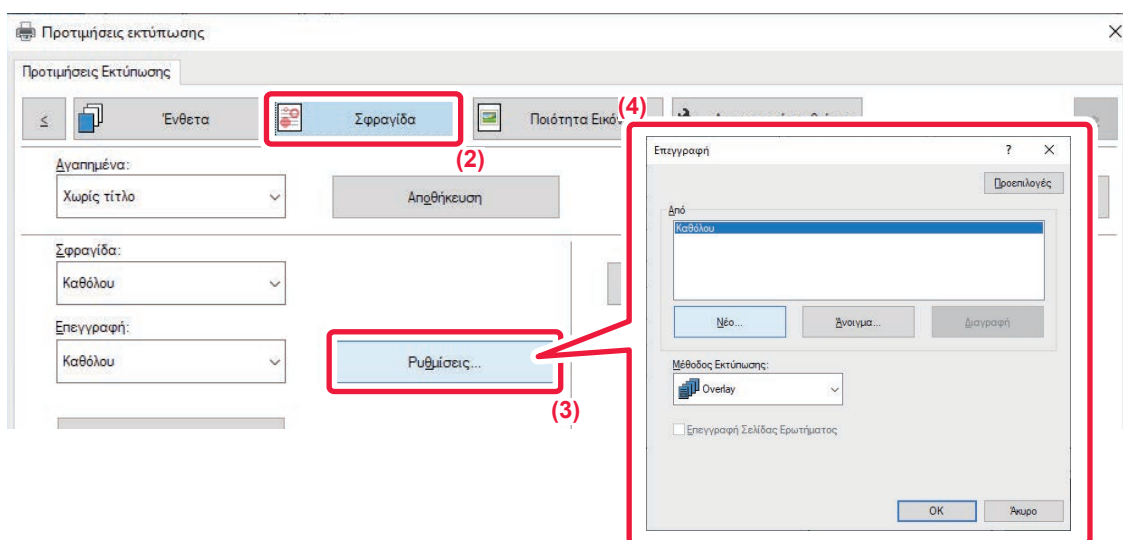 Προτιμήσεις εκτύπωσης
Προτιμήσεις Εκτύπωσης
≤ Ένθετα Σφραγίδα Ποιότητα
(2)
(4)
Αγαπημένα:
Χωρίς τίτλο Αποθήκευση
Σφραγίδα:
Καθόλου
Επεγγραφή:
Καθόλου Ρυθμίσεις...
(3)
Επεγγραφή ?
Προεπιλογές
Από
Καθόλου
Νέο... Άνοιγμα... Διαγραφή
Μέθοδος Εκτύπωσης:
Overlay
Επεγγραφή Σελίδας Ερωτήματος
OK Άκυρο